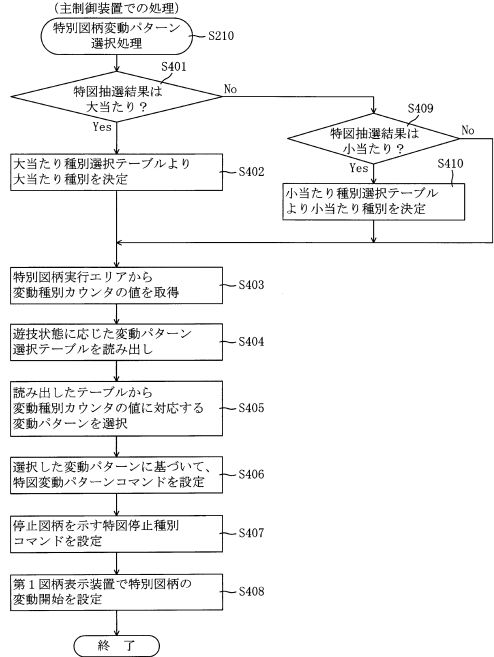 (主制御装置での処理)
特別図柄変動パターン
選択処理
S210
S401
特図抽選結果は
大当たり？
No
Yes
S409
特図抽選結果は
小当たり？
No
Yes
大当たり種別選択テーブルより
大当たり種別を決定
S402
S410
小当たり種別選択テーブル
より小当たり種別を決定
特別図柄実行エリアから
変動種別カウンタの値を取得
S403
遊技状態に応じた変動パターン
選択テーブルを読み出し
S404
読み出したテーブルから
変動種別カウンタの値に対応する
変動パターンを選択
S405
選択した変動パターンに基づいて、
特図変動パターンコマンドを設定
S406
停止図柄を示す特図停止種別
コマンドを設定
S407
第１図柄表示装置で特別図柄の
変動開始を設定
S408
終 了